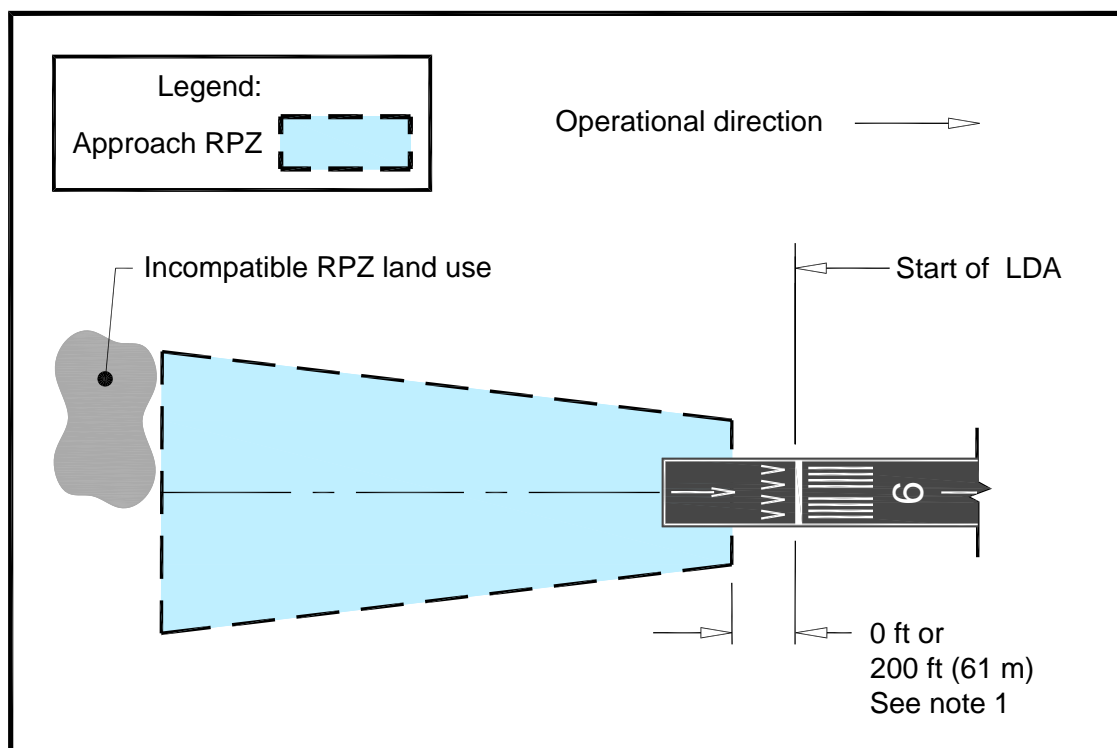 Legend:
Approach RPZ
Operational direction
Incompatible RPZ land use
Start of LDA
9
0 ft or
200 ft (61 m)
See note 1